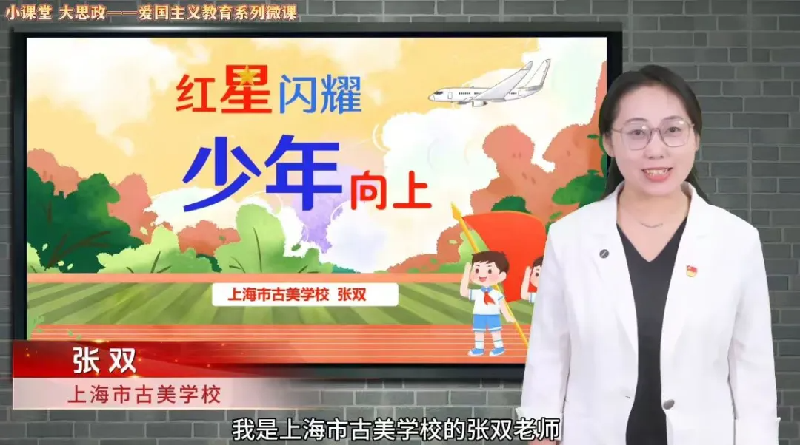 小课堂 大思政——爱国主义教育系列微课
红星闪耀
少年向上
上海市古美学校 张双
张双
上海市古美学校
我是上海市古美学校的张双老师